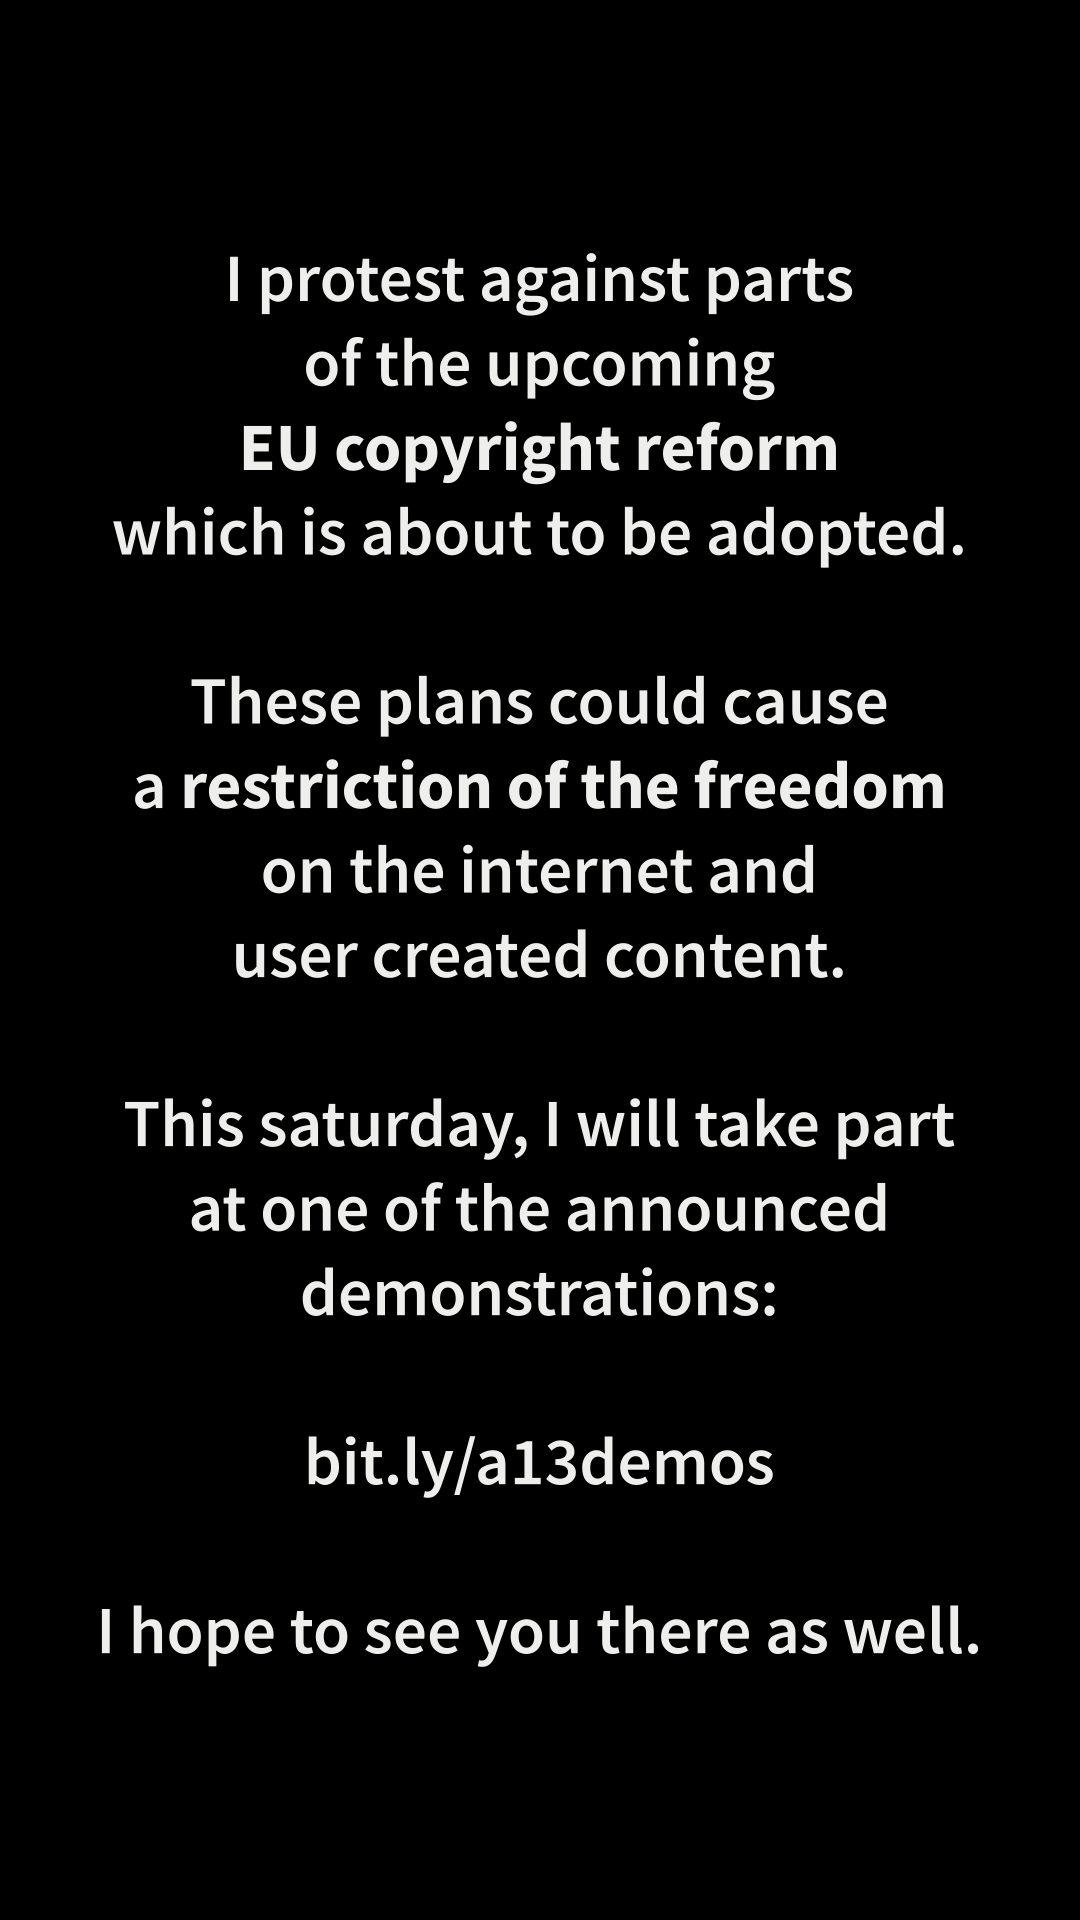 I protest against parts
of the upcoming
EU copyright reform
which is about to be adopted.
These plans could cause
a restriction of the freedom
on the internet and
user created content.
This saturday, I will take part
at one of the announced
demonstrations:
bit.ly/a13demos
I hope to see you there as well.